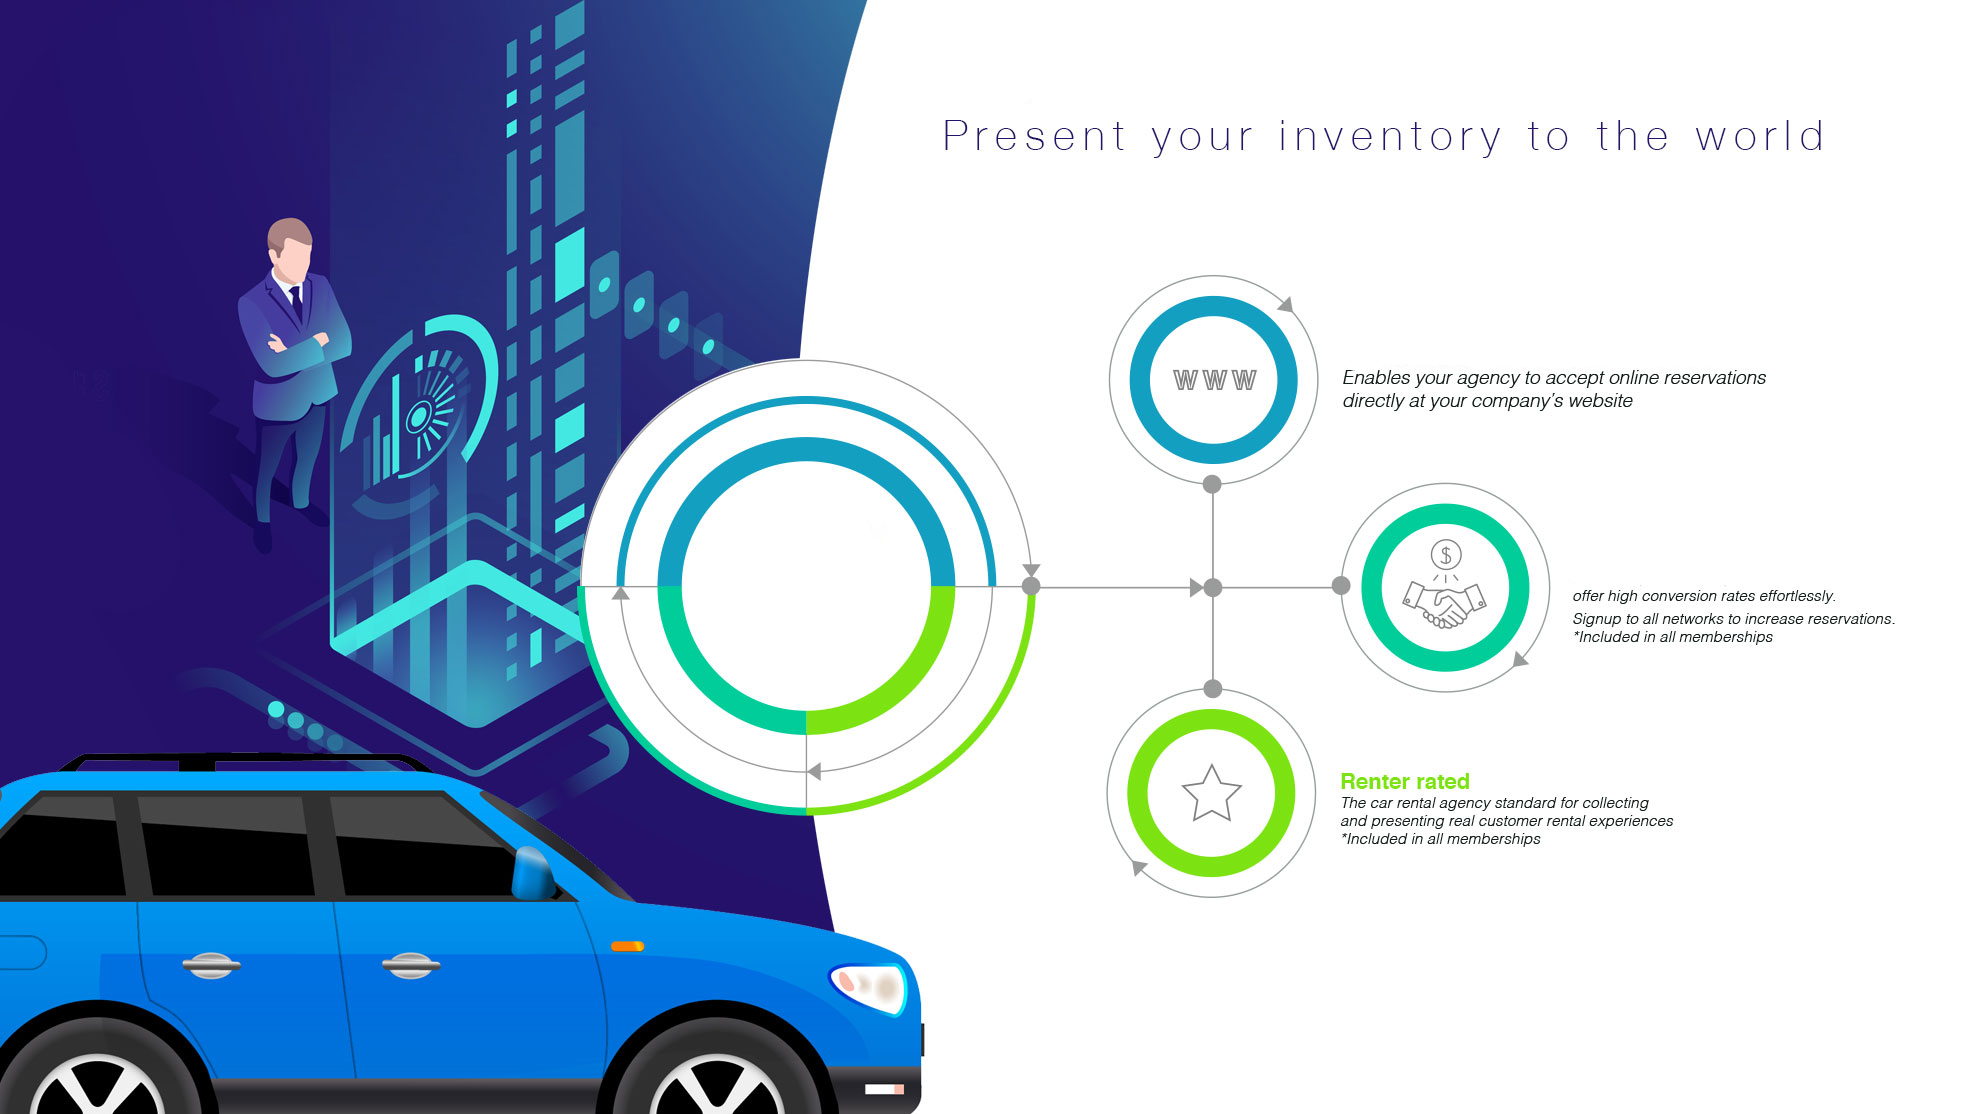 Present your inventory to the world
WWW
Enables your agency to accept online reservations
directly at your company’s website
$
offer high conversion rates effortlessly.
Signup to all networks to increase reservations.
*Included in all memberships
Renter rated
The car rental agency standard for collecting
and presenting real customer rental experiences
*Included in all memberships